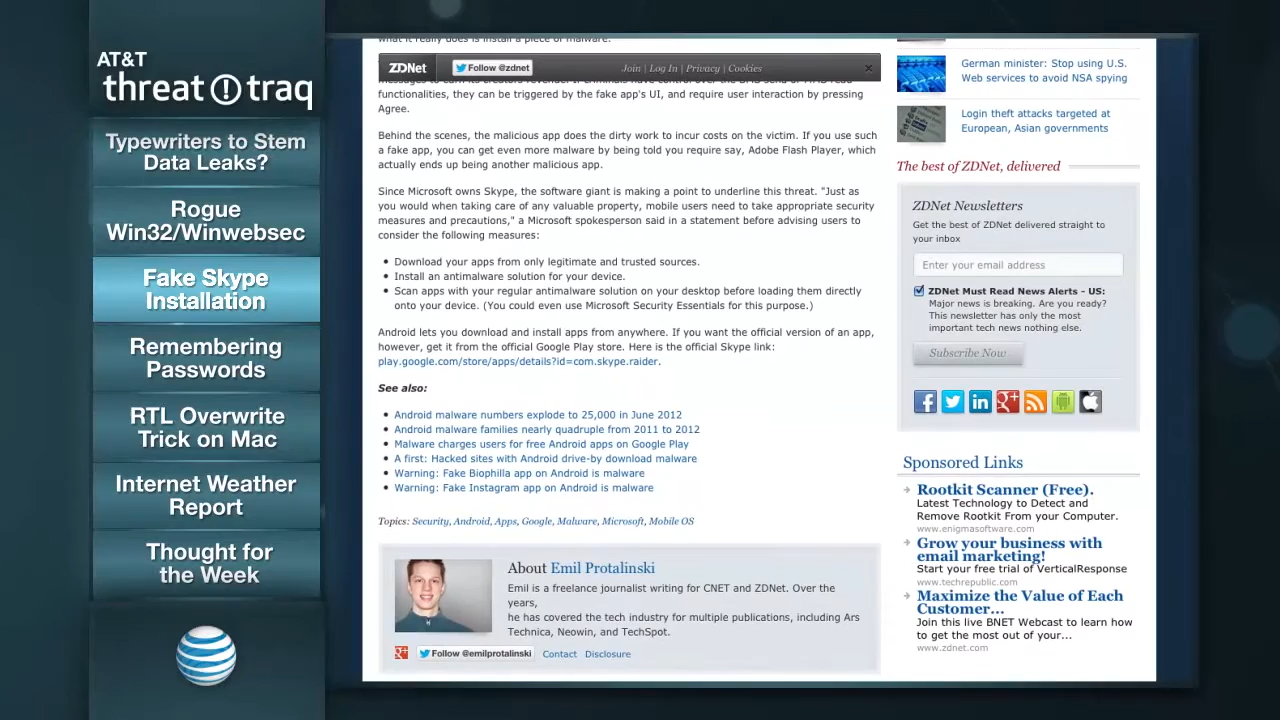 AT&T
threat traq
Typewriters to Stem
Data Leaks?
Rogue
Win32/Winwebsec
Fake Skype
Installation
Remembering
Passwords
RTL Overwrite
Trick on Mac
Internet Weather
Report
Thought for
the Week
what it really does is install a piece of malware.
ZDNet
Follow @zdnet
Join | Log In | Privacy | Cookies
functionalities, they can be triggered by the fake app's UI, and require user interaction by pressing
Agree.
Behind the scenes, the malicious app does the dirty work to incur costs on the victim. If you use such
a fake app, you can get even more malware by being told you require say, Adobe Flash Player, which
actually ends up being another malicious app.
Since Microsoft owns Skype, the software giant is making a point to underline this threat. "Just as
you would when taking care of any valuable property, mobile users need to take appropriate security
measures and precautions," a Microsoft spokesperson said in a statement before advising users to
consider the following measures:
• Download your apps from only legitimate and trusted sources.
• Install an antimalware solution for your device.
• Scan apps with your regular antimalware solution on your desktop before loading them directly
onto your device. (You could even use Microsoft Security Essentials for this purpose.)
Android lets you download and install apps from anywhere. If you want the official version of an app,
however, get it from the official Google Play store. Here is the official Skype link:
play.google.com/store/apps/details?id=com.skype.raider.
See also:
• Android malware numbers explode to 25,000 in June 2012
• Android malware families nearly quadruple from 2011 to 2012
• Malware charges users for free Android apps on Google Play
• A first: Hacked sites with Android drive-by download malware
• Warning: Fake Biophilla app on Android is malware
• Warning: Fake Instagram app on Android is malware
Topics: Security, Android, Apps, Google, Malware, Microsoft, Mobile OS
About Emil Protalinski
Emil is a freelance journalist writing for CNET and ZDNet. Over the
years,
he has covered the tech industry for multiple publications, including Ars
Technica, Neowin, and TechSpot.
Follow @emilprotalinski
Contact
Disclosure
German minister: Stop using U.S.
Web services to avoid NSA spying
Login theft attacks targeted at
European, Asian governments
The best of ZDNet, delivered
ZDNet Newsletters
Get the best of ZDNet delivered straight to
your inbox
Enter your email address
ZDNet Must Read News Alerts - US:
Major news is breaking. Are you ready?
This newsletter has only the most
important tech news nothing else.
Subscribe Now
Sponsored Links
Rootkit Scanner (Free).
Latest Technology to Detect and
Remove Rootkit From your Computer.
www.enigmasoftware.com
Grow your business with
email marketing!
Start your free trial of VerticalResponse
www.techrepublic.com
Maximize the Value of Each
Customer...
Join this live BNET Webcast to learn how
to get the most out of your...
www.zdnet.com